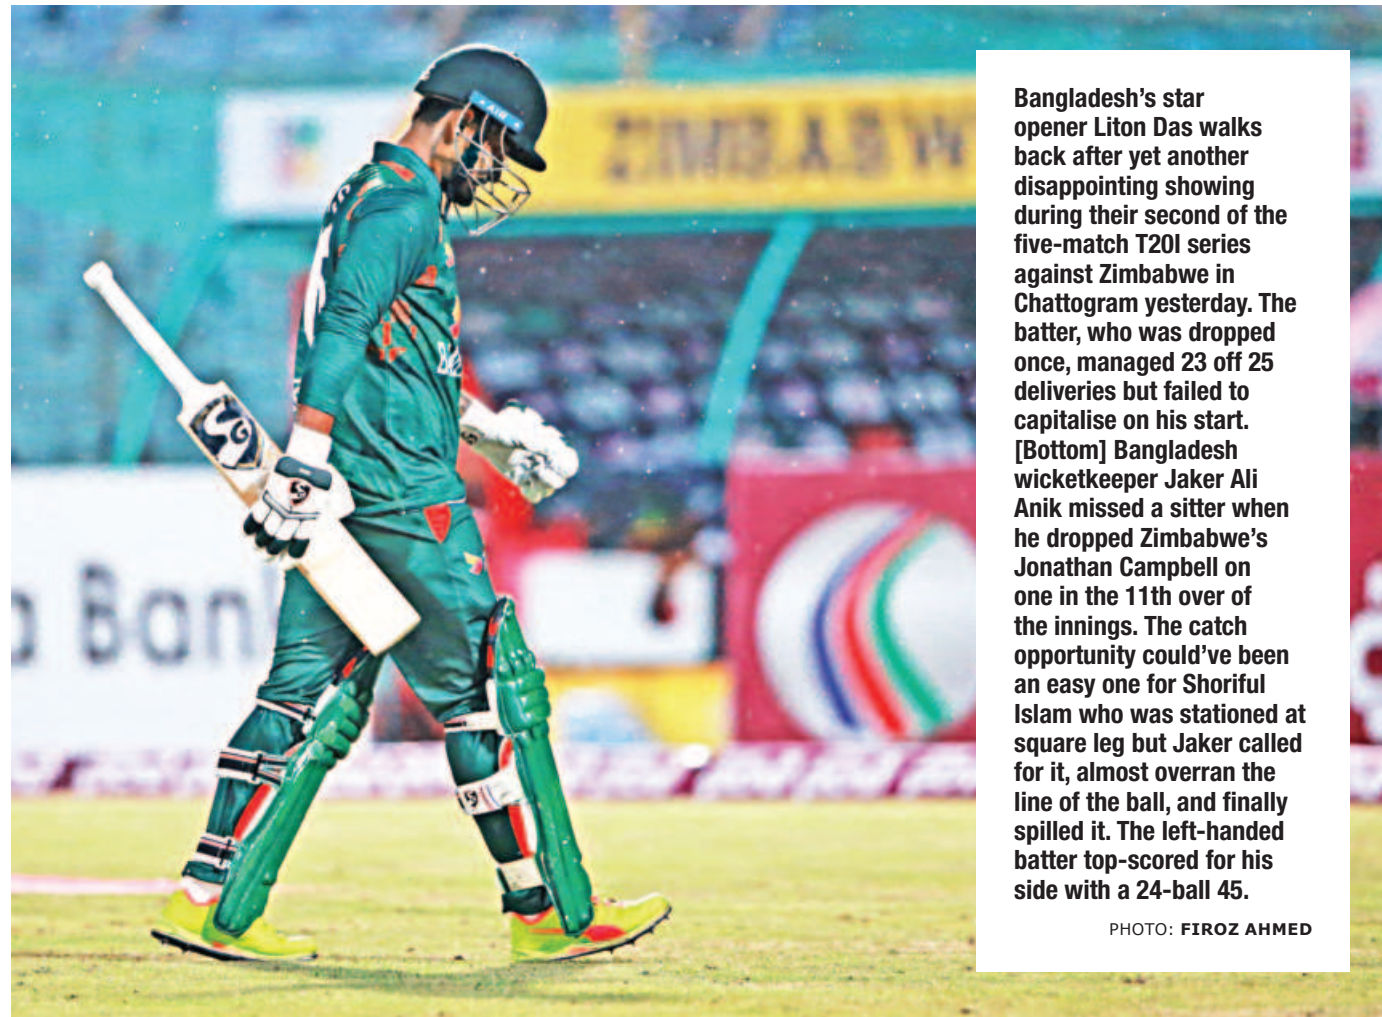 Bangladesh’s star
opener Liton Das walks
back after yet another
disappointing showing
during their second of the
five-match T20I series
against Zimbabwe in
Chattogram yesterday. The
batter, who was dropped
once, managed 23 off 25
deliveries but failed to
capitalise on his start.
[Bottom] Bangladesh
wicketkeeper Jaker Ali
Anik missed a sitter when
he dropped Zimbabwe’s
Jonathan Campbell on
one in the 11th over of
the innings. The catch
opportunity could’ve been
an easy one for Shoriful
Islam who was stationed at
square leg but Jaker called
for it, almost overran the
line of the ball, and finally
spilled it. The left-handed
batter top-scored for his
side with a 24-ball 45.
PHOTO: FIROZ AHMED
AIR
SG